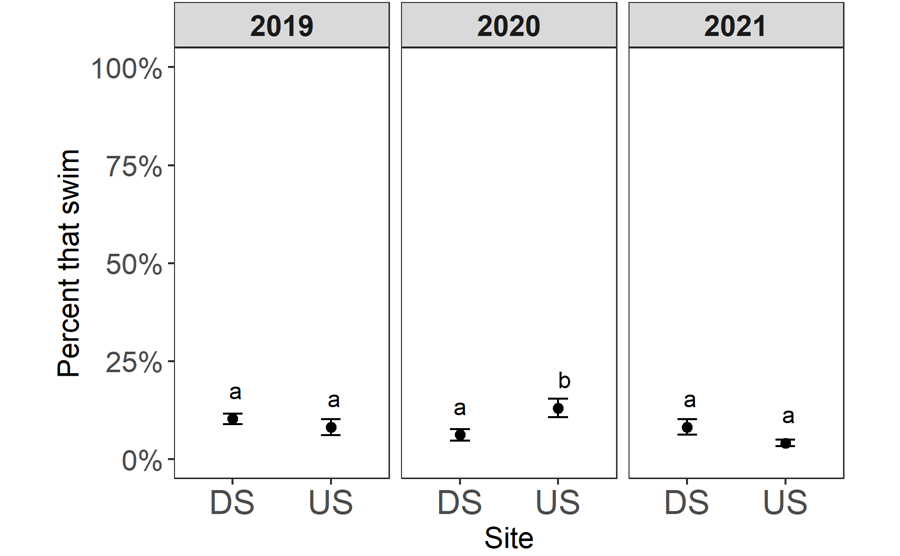 2019 2020 2021
100%
75%
50%
25%
0%
Percent that swim
a a a b a a
DS US DS US DS US
Site